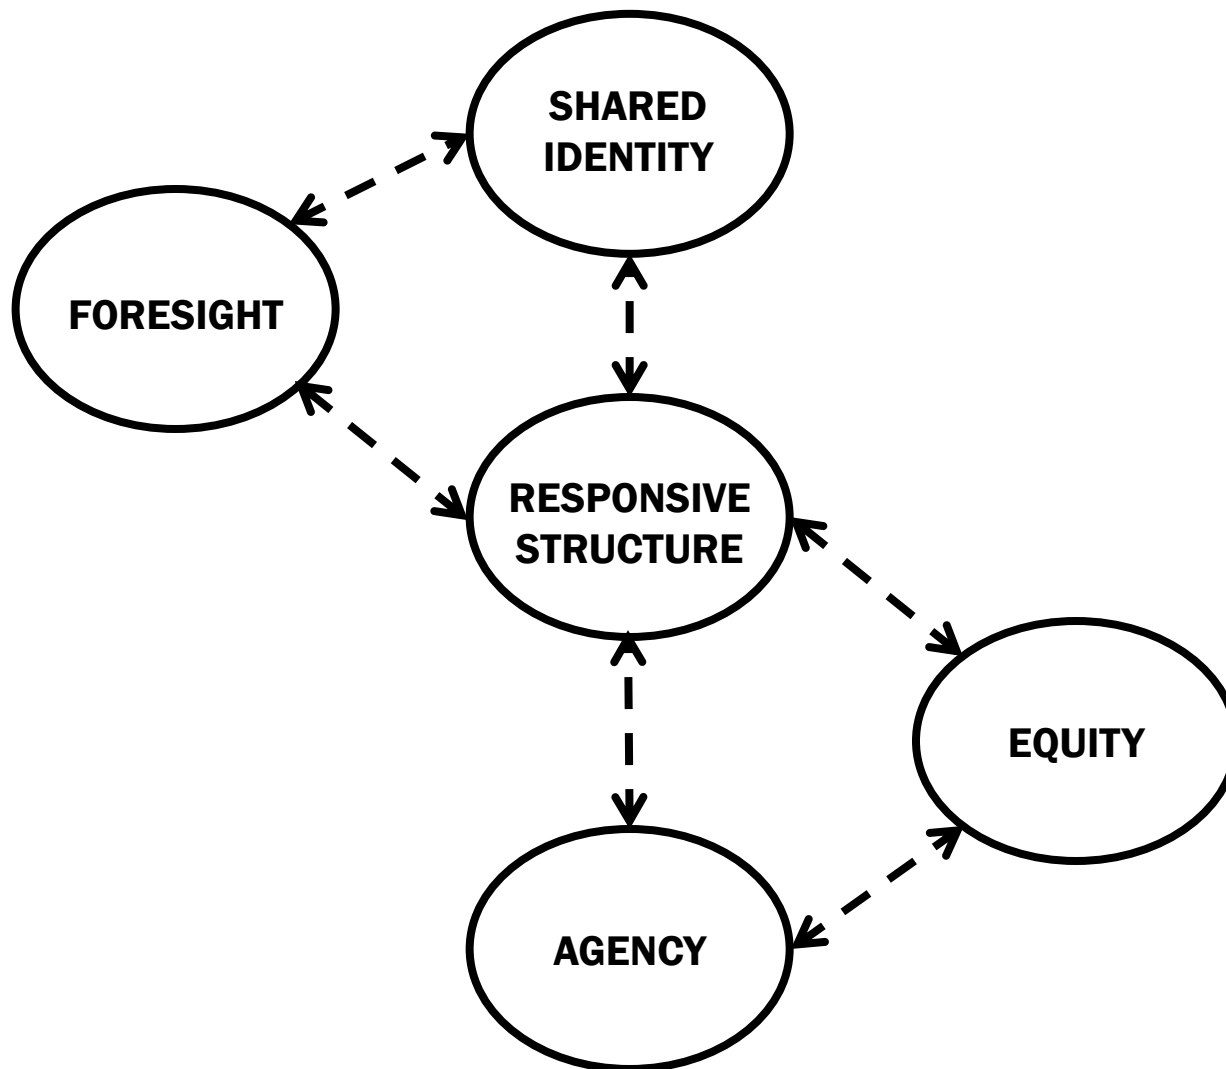 SHARED
IDENTITY
FORESIGHT
RESPONSIVE
STRUCTURE
EQUITY
AGENCY